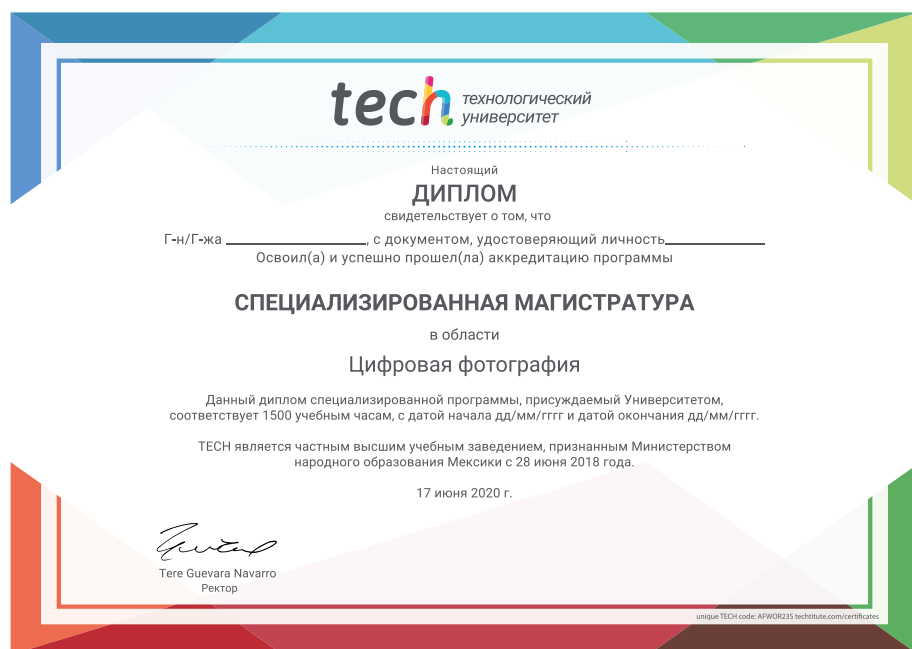 tech технологический
университет
Настоящий
ДИПЛОМ
свидетельствует о том, что
Г-н/Г-жа ____________________, с документом, удостоверяющий личность______________
Освоил(а) и успешно прошел(ла) аккредитацию программы
СПЕЦИАЛИЗИРОВАННАЯ МАГИСТРАТУРА
в области
Цифровая фотография
Данный диплом специализированной программы, присуждаемый Университетом,
соответствует 1500 учебным часам, с датой начала дд/мм/гггг и датой окончания дд/мм/гггг.
TECH является частным высшим учебным заведением, признанным Министерством
народного образования Мексики с 28 июня 2018 года.
17 июня 2020 г.
Tere Guevara Navarro
Ректор
unique TECH code: AFWOR23S techtitute.com/certificates